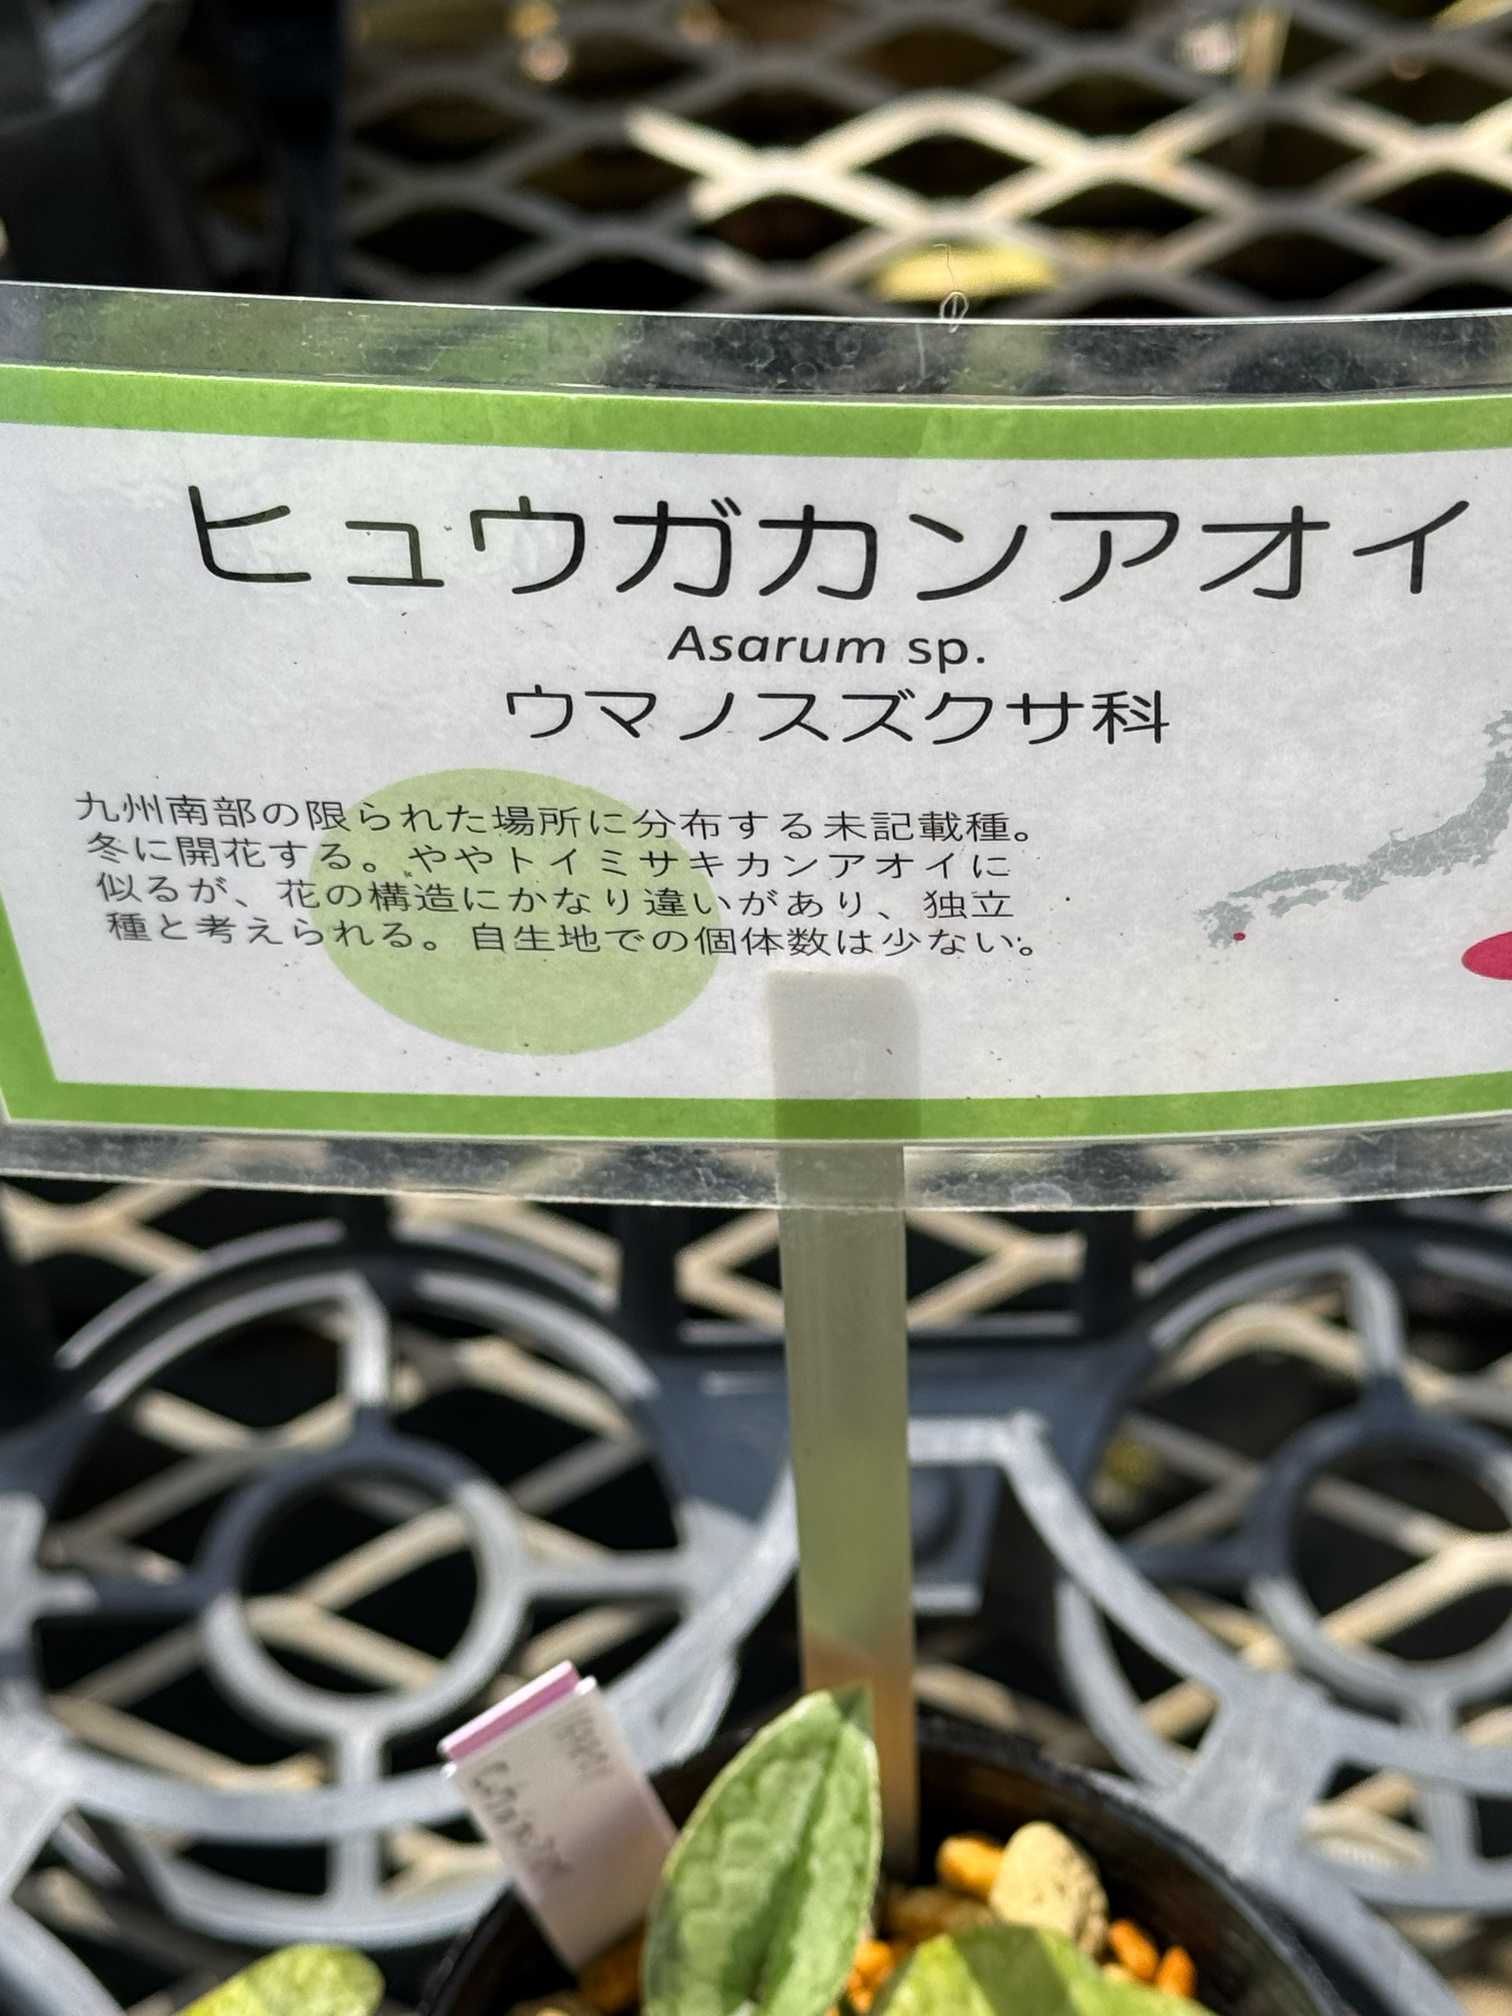 ヒュウガカンアオイ
Asarum sp.
ウマノスズクサ科
九州南部の限られた場所に分布する未記載種。
冬に開花する。ややトイミサキカンアオイに
似るが、花の構造にかなり違いがあり、独立
種と考えられる。自生地での個体数は少ない。